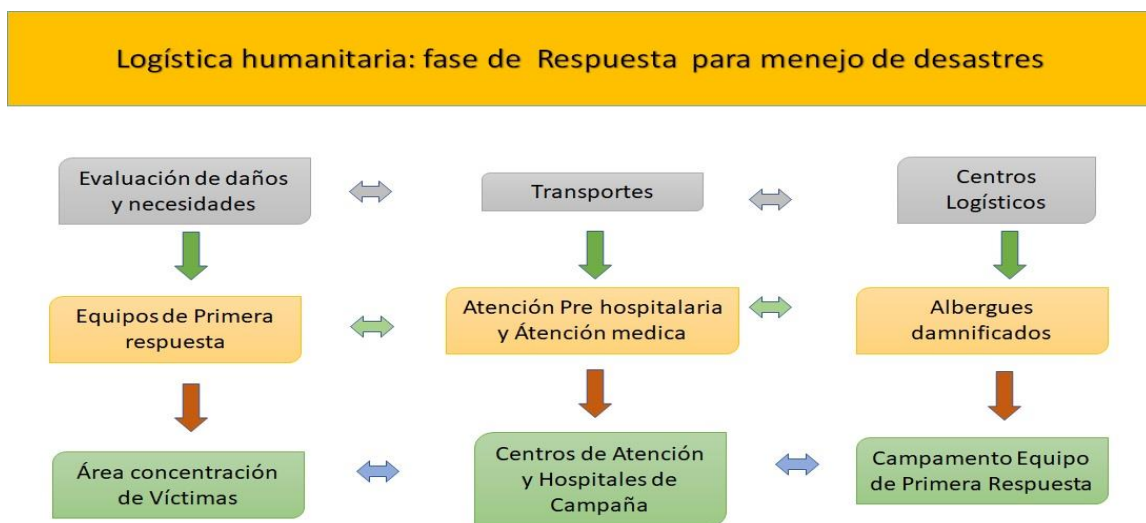 Logística humanitaria: fase de Respuesta para menejo de desastres
Evaluación de daños
y necesidades
Transportes
Centros
Logísticos
Equipos de Primera
respuesta
Atención Pre hospitalaria
y Átención medica
Albergues
damnificados
Área concentración
de Víctimas
Centros de Atención
y Hospitales de
Campaña
Campamento Equipo
de Primera Respuesta